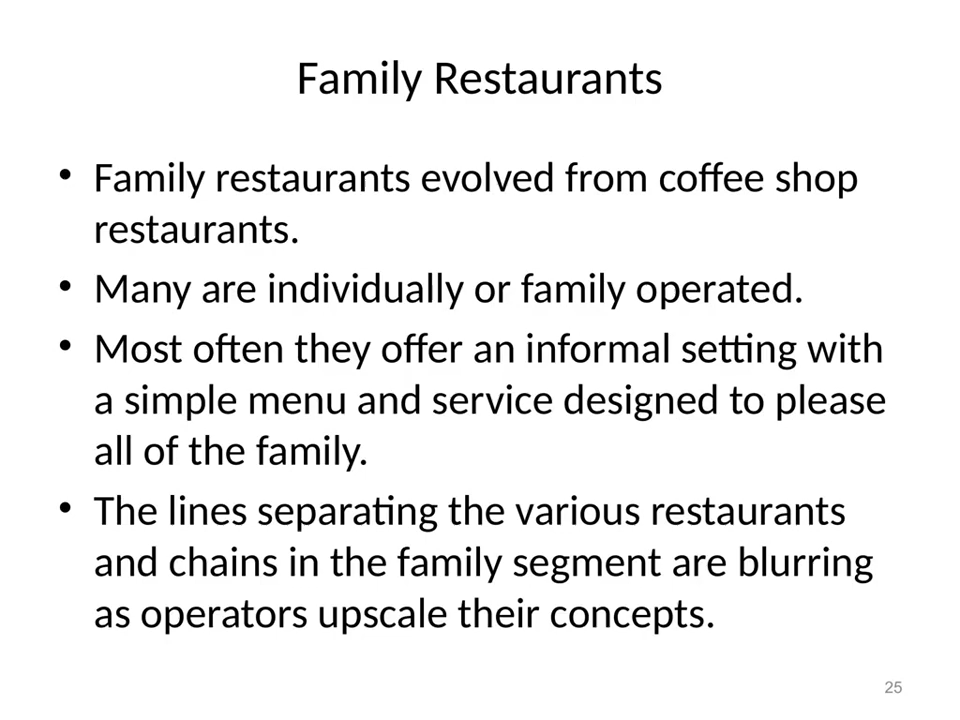 Family Restaurants
• Family restaurants evolved from coffee shop
restaurants.
• Many are individually or family operated.
• Most often they offer an informal setting with
a simple menu and service designed to please
all of the family.
• The lines separating the various restaurants
and chains in the family segment are blurring
as operators upscale their concepts.
25